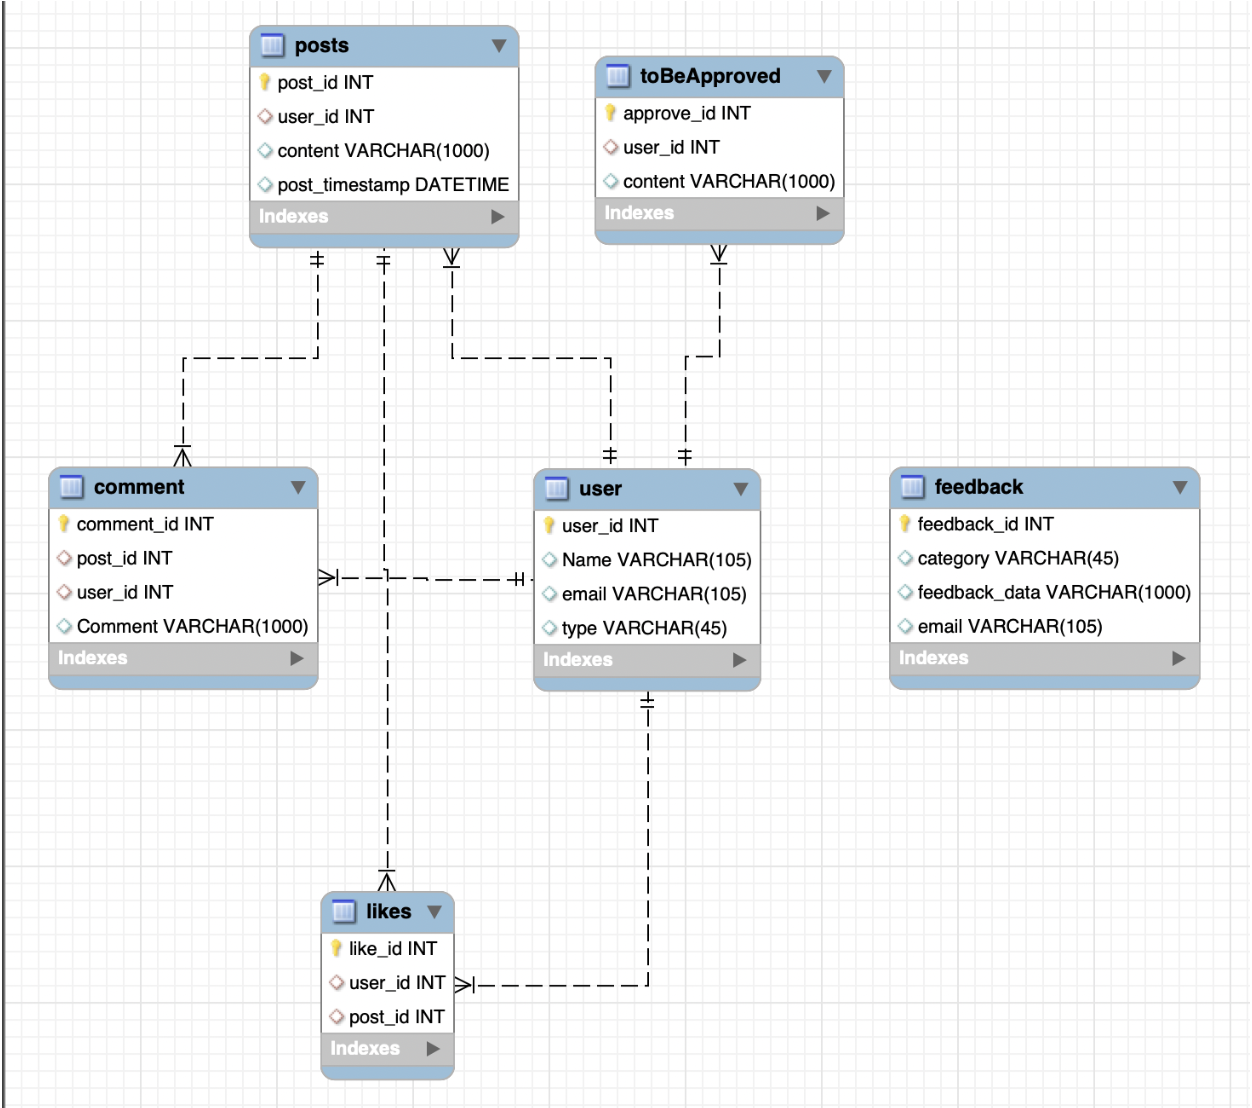 posts
post_id INT
user_id INT
content VARCHAR(1000)
post_timestamp DATETIME
Indexes
toBeApproved
approve_id INT
user_id INT
content VARCHAR(1000)
Indexes
comment
comment_id INT
post_id INT
user_id INT
Comment VARCHAR(1000)
Indexes
user
user_id INT
Name VARCHAR(105)
email VARCHAR(105)
type VARCHAR(45)
Indexes
feedback
feedback_id INT
category VARCHAR(45)
feedback_data VARCHAR(1000)
email VARCHAR(105)
Indexes
likes
like_id INT
user_id INT
post_id INT
Indexes